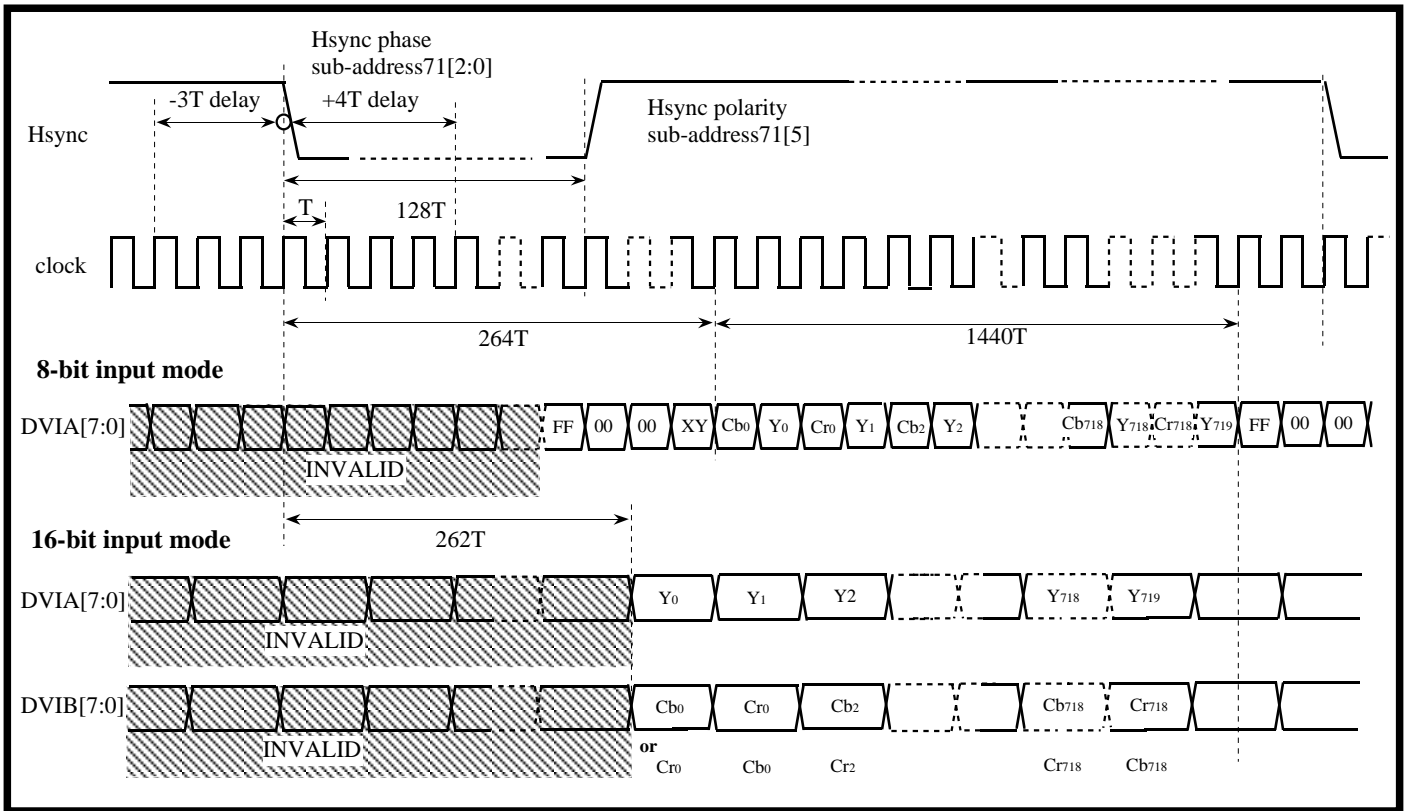 Hsync phase
sub-address71[2:0]
-3T delay
+4T delay
Hsync
Hsync polarity
sub-address71[5]
T
128T
clock
264T
1440T
8-bit input mode
DVIA[7:0]
FF 00 00 XY Cb0 Y0 Cr0 Y1 Cb2 Y2 Cb718 Y718 Cr718 Y719 FF 00 00
INVALID
262T
16-bit input mode
DVIA[7:0]
Y0 Y1 Y2 Y718 Y719
INVALID
DVIB[7:0]
Cb0 Cr0 Cb2 Cb718 Cr718
INVALID
or
Cr0 Cb0 Cr2 Cr718 Cb718